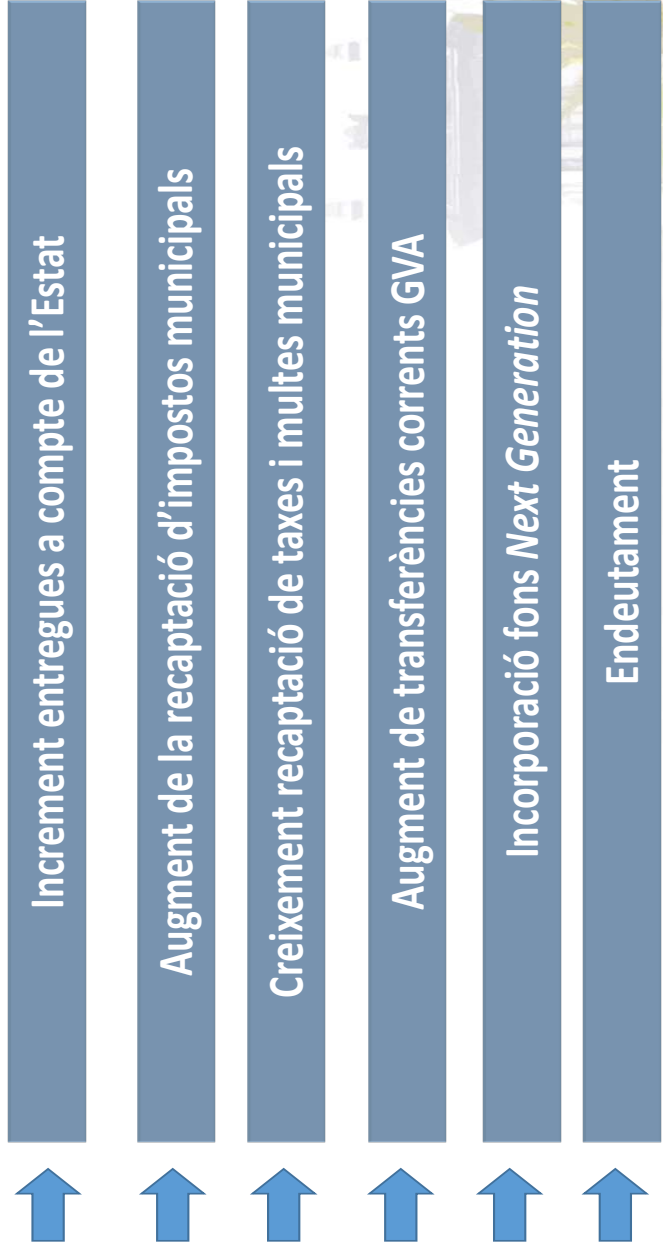 Increment entregues a compte de l’Estat
Augment de la recaptació d’impostos municipals
Creixement recaptació de taxes i multes municipals
Augment de transferències corrents GVA
Incorporació fons Next Generation
Endeutament